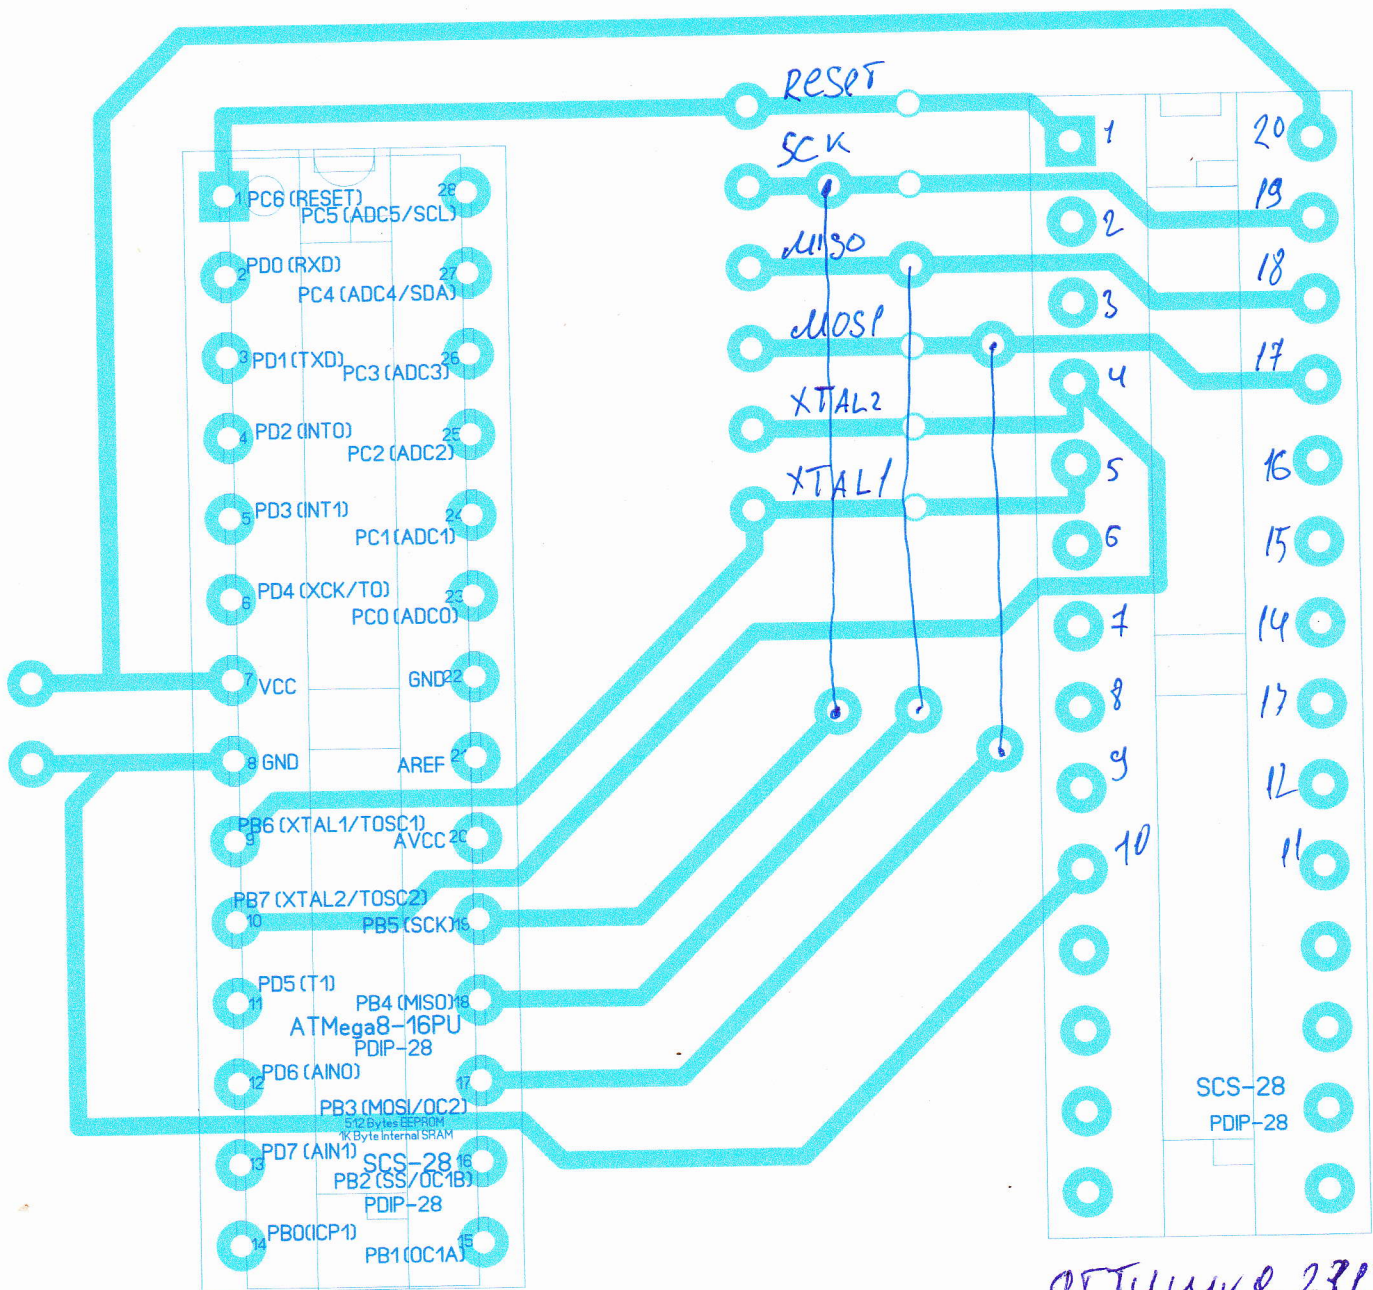 RESET
SCK
MISO
MOSI
XTAL2
XTAL1
1 PC6 (RESET)
28
PC5 (ADC5/SCL)
2 PD0 (RXD)
27
PC4 (ADC4/SDA)
3 PD1 (TXD)
26
PC3 (ADC3)
4 PD2 (INT0)
25
PC2 (ADC2)
5 PD3 (INT1)
24
PC1 (ADC1)
6 PD4 (XCK/T0)
23
PC0 (ADC0)
7 VCC
GND 22
8 GND
AREF 21
PB6 (XTAL1/TOSC1)
9
AVCC 20
PB7 (XTAL2/TOSC2)
10
PB5 (SCK) 19
11 PD5 (T1)
PB4 (MISO) 18
ATMega8-16PU
PDIP-28
12 PD6 (AIN0)
17
PB3 (MOSI/OC2)
512 Bytes EEPROM
1K Byte Internal SRAM
13 PD7 (AIN1)
SCS-28 16
PB2 (SS/OC1B)
PDIP-28
14 PB0(ICP1)
15
PB1 (OC1A)
1
20
2
19
3
18
4
17
5
16
6
15
7
14
8
13
9
12
10
11
SCS-28
PDIP-28